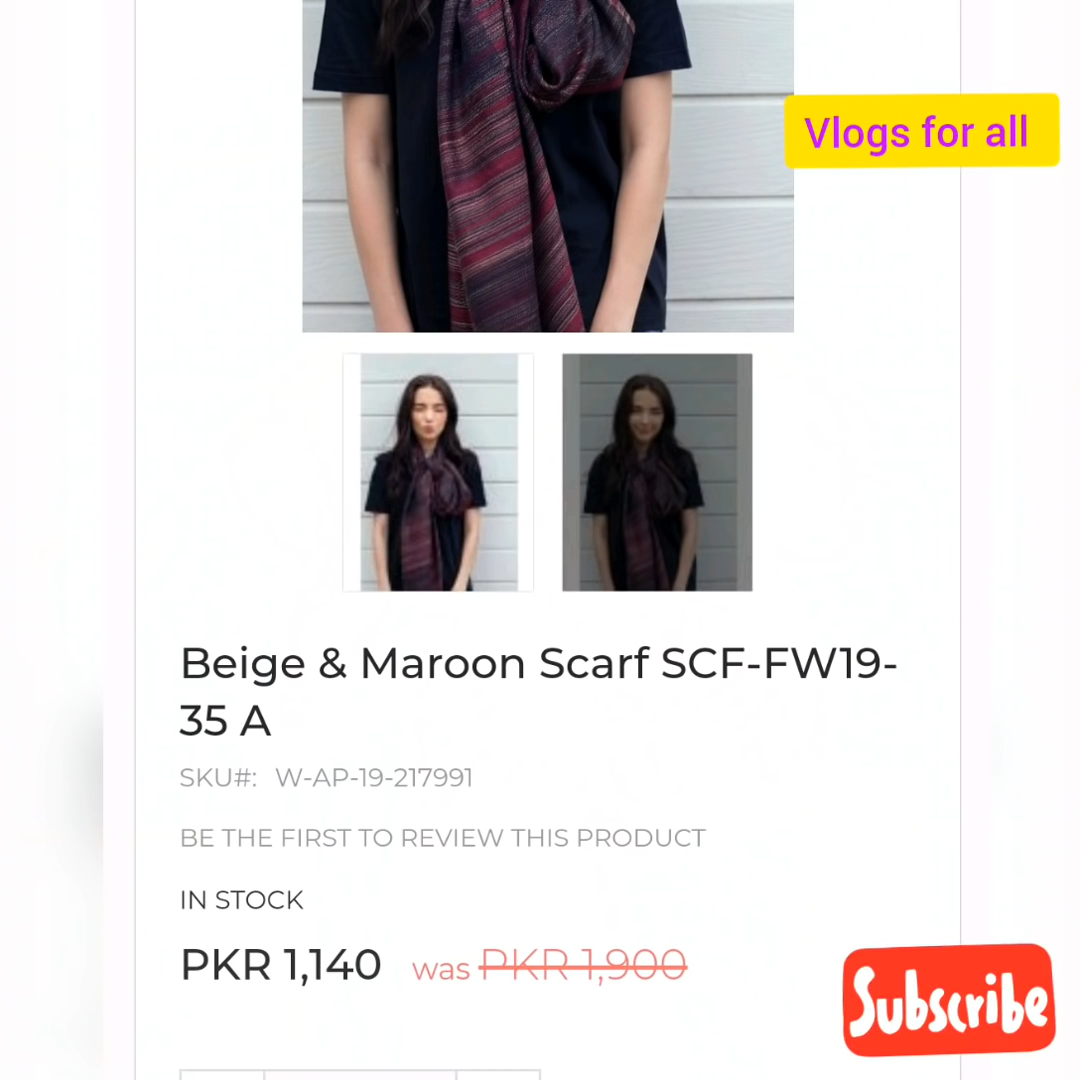 Vlogs for all
Beige & Maroon Scarf SCF-FW19-
35 A
SKU#: W-AP-19-217991
BE THE FIRST TO REVIEW THIS PRODUCT
IN STOCK
PKR 1,140 was PKR 1,900
Subscribe